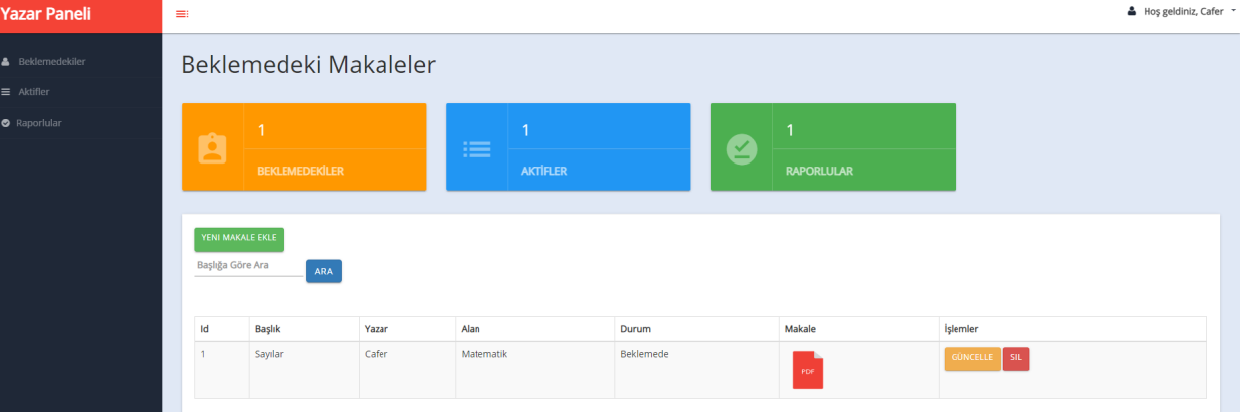 Yazar Paneli
Hoş geldiniz, Cafer
Beklemedekiler
Aktifler
Raporlular
Beklemedeki Makaleler
1
BEKLEMEDEKİLER
1
AKTİFLER
1
RAPORLULAR
YENI MAKALE EKLE
Başlığa Göre Ara ARA
Id Başlık Yazar Alan Durum Makale İşlemler
1 Sayılar Cafer Matematik Beklemede PDF GÜNCELLE SIL